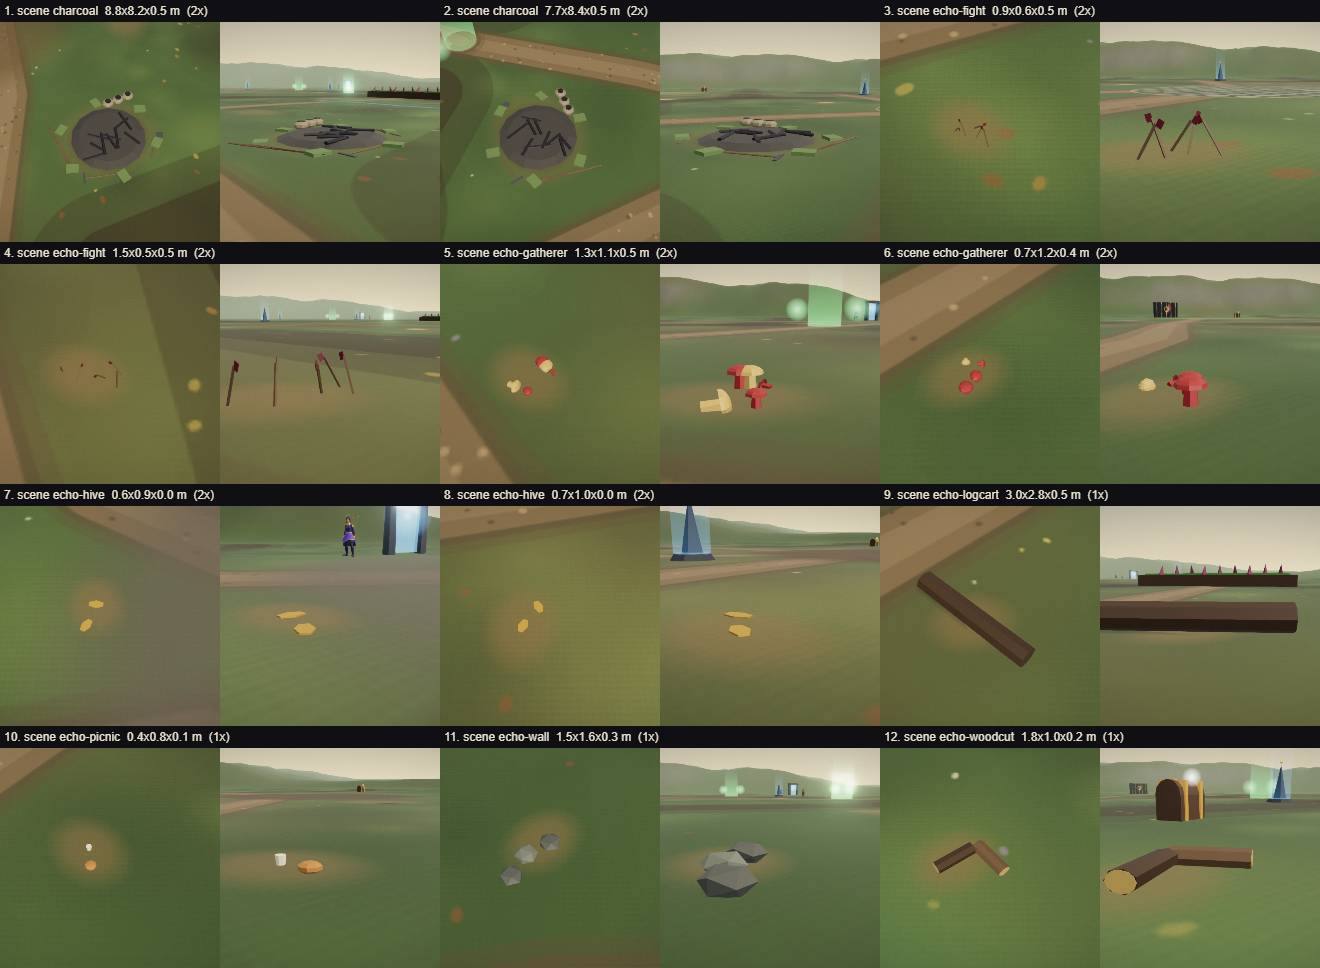 1. scene charcoal 8.8x8.2x0.5 m (2x)
2. scene charcoal 7.7x8.4x0.5 m (2x)
3. scene echo-fight 0.9x0.6x0.5 m (2x)
4. scene echo-fight 1.5x0.5x0.5 m (2x)
5. scene echo-gatherer 1.3x1.1x0.5 m (2x)
6. scene echo-gatherer 0.7x1.2x0.4 m (2x)
7. scene echo-hive 0.6x0.9x0.0 m (2x)
8. scene echo-hive 0.7x1.0x0.0 m (2x)
9. scene echo-logcart 3.0x2.8x0.5 m (1x)
10. scene echo-picnic 0.4x0.8x0.1 m (1x)
11. scene echo-wall 1.5x1.6x0.3 m (1x)
12. scene echo-woodcut 1.8x1.0x0.2 m (1x)